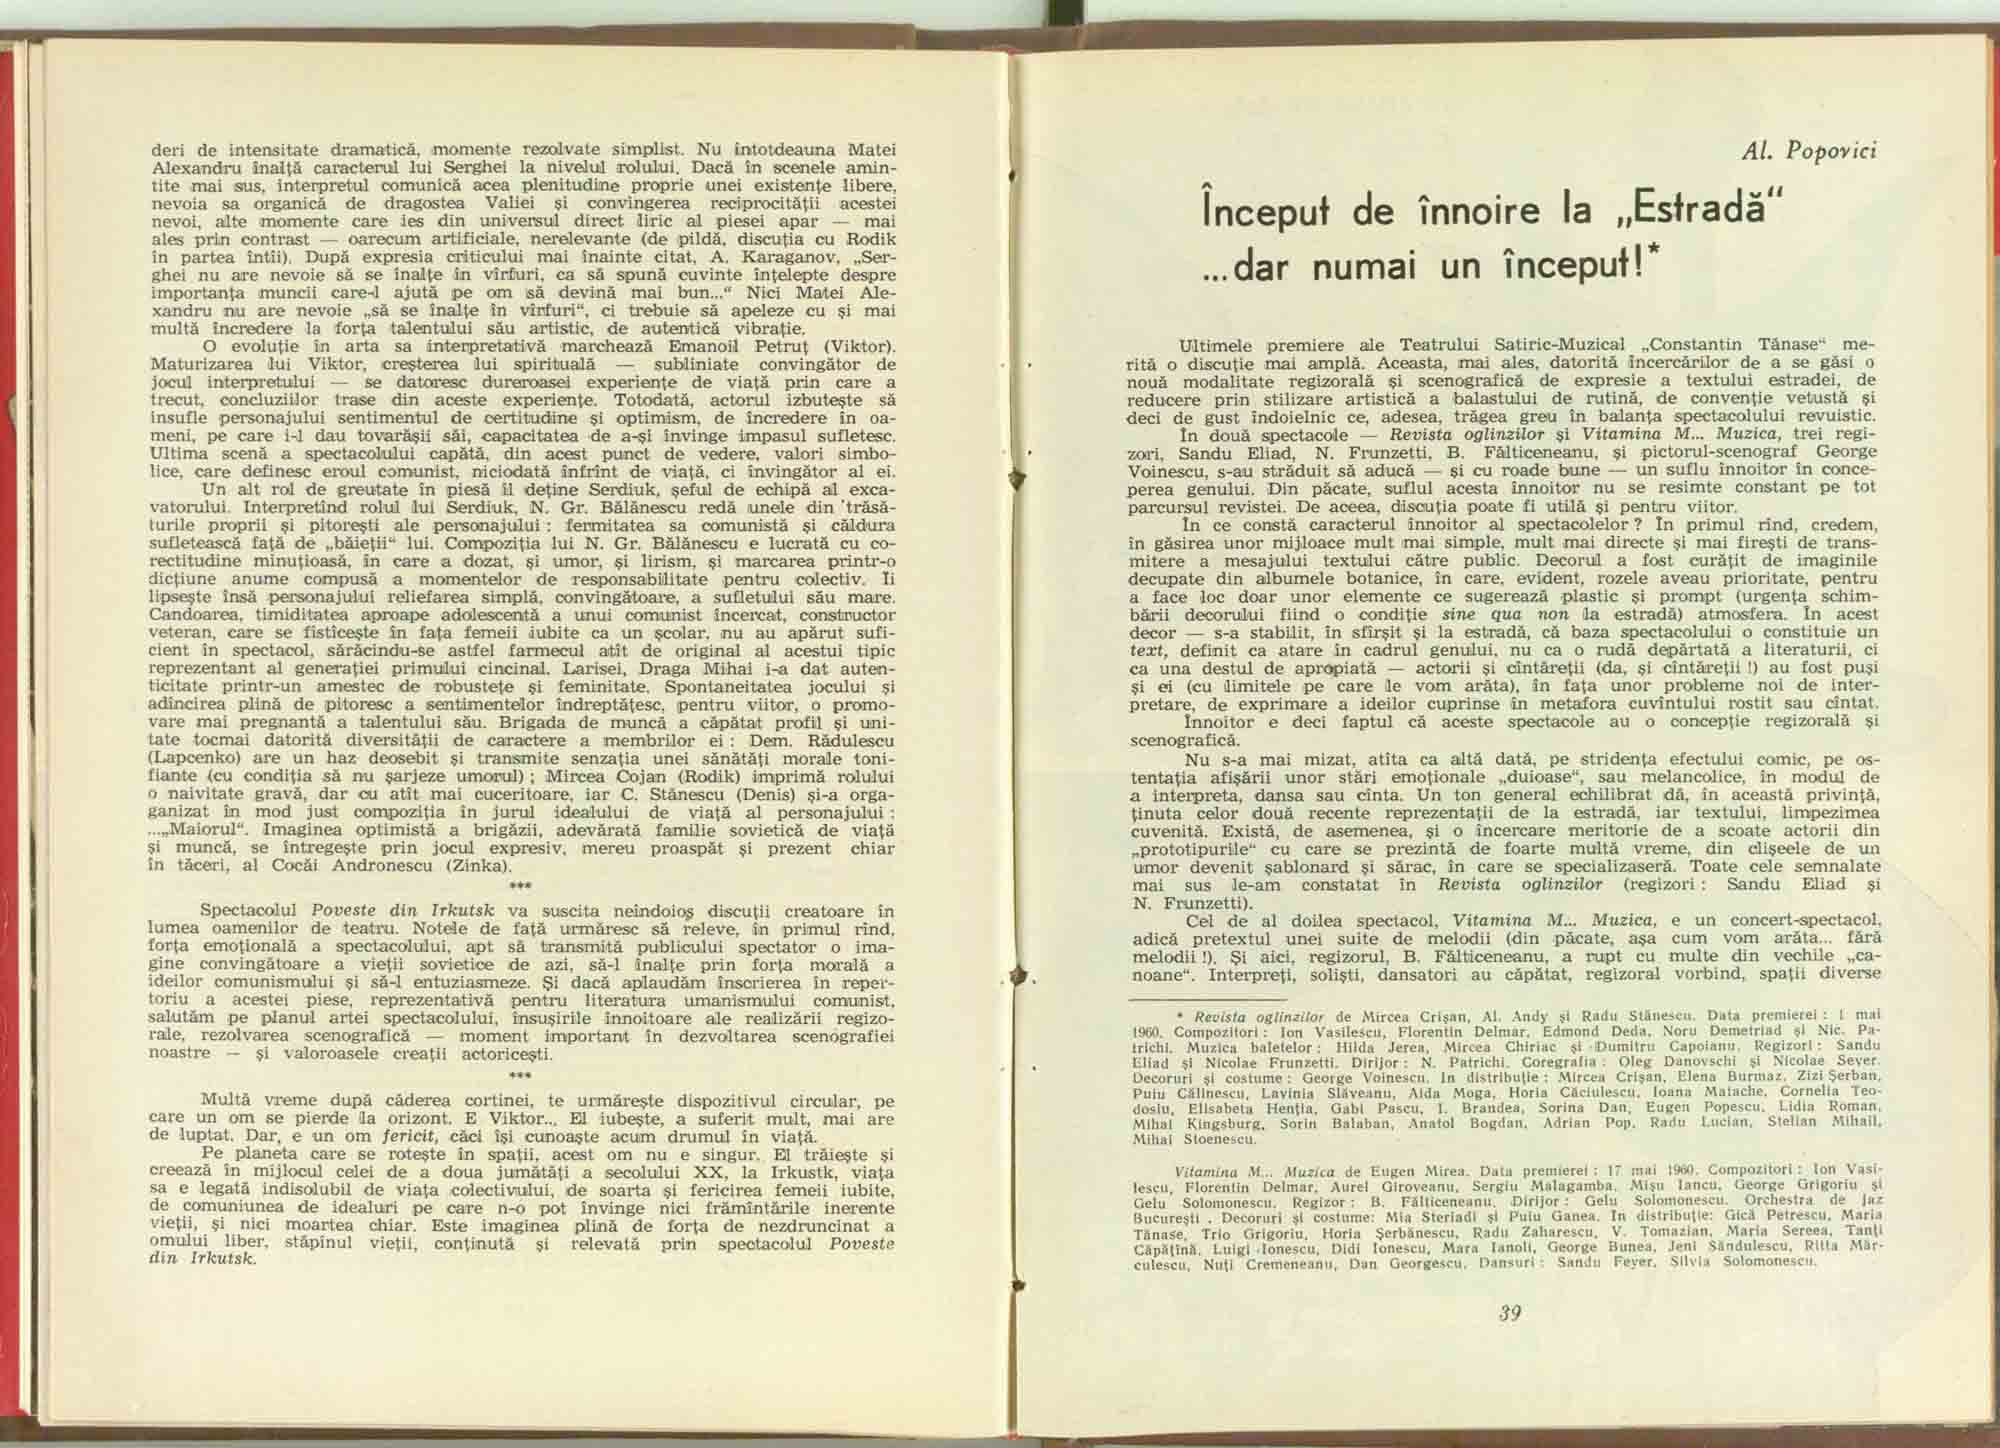 deri de intensitate dramatică, momente rezolvate simplist. Nu întotdeauna Matei
Alexandru înalță caracterul lui Serghei la nivelul rolului. Dacă în scenele amin-
tite mai sus, interpretul comunică acea plenitudine proprie unei existențe libere,
nevoia sa organică de dragostea Valiei și convingerea reciprocității acestei
nevoi, alte momente care ies din universul direct liric al piesei apar — mai
ales prin contrast — oarecum artificiale, nerelevante (de pildă, discuția cu Rodik
în partea întîi). După expresia criticului mai înainte citat, A. Karaganov, „Ser-
ghei nu are nevoie să se înalțe în vîrfuri, ca să spună cuvinte înțelepte despre
importanța muncii care-l ajută pe om să devină mai bun...“ Nici Matei Ale-
xandru nu are nevoie „să se înalțe în vîrfuri“, ci trebuie să apeleze cu și mai
multă încredere la forța talentului său artistic, de autentică vibrație.
O evoluție în arta sa interpretativă marchează Emanoil Petruț (Viktor).
Maturizarea lui Viktor, creșterea lui spirituală — subliniate convingător de
jocul interpretului — se datoresc dureroasei experiențe de viață prin care a
trecut, concluziilor trase din aceste experiențe. Totodată, actorul izbutește să
insufle personajului sentimentul de certitudine și optimism, de încredere în oa-
meni, pe care i-l dau tovarășii săi, capacitatea de a-și învinge impasul sufletesc.
Ultima scenă a spectacolului capătă, din acest punct de vedere, valori simbo-
lice, care definesc eroul comunist, niciodată înfrînt de viață, ci învingător al ei.
Un alt rol de greutate în piesă îl deține Serdiuk, șeful de echipă al exca-
vatorului. Interpretînd rolul lui Serdiuk, N. Gr. Bălănescu redă unele din trăsă-
turile proprii și pitorești ale personajului : fermitatea sa comunistă și căldura
sufletească față de „băieții“ lui. Compoziția lui N. Gr. Bălănescu e lucrată cu co-
rectitudine minuțioasă, în care a dozat, și umor, și lirism, și marcarea printr-o
dicțiune anume compusă a momentelor de responsabilitate pentru colectiv. Îi
lipsește însă personajului reliefarea simplă, convingătoare, a sufletului său mare.
Candoarea, timiditatea aproape adolescentă a unui comunist încercat, constructor
veteran, care se fîstîcește în fața femeii iubite ca un școlar, nu au apărut sufi-
cient în spectacol, sărăcindu-se astfel farmecul atît de original al acestui tipic
reprezentant al generației primului cincinal. Larisei, Draga Mihai i-a dat auten-
ticitate printr-un amestec de robustețe și feminitate. Spontaneitatea jocului și
adîncirea plină de pitoresc a sentimentelor îndreptățesc, pentru viitor, o promo-
vare mai pregnantă a talentului său. Brigada de muncă a căpătat profil și uni-
tate tocmai datorită diversității de caractere a membrilor ei : Dem. Rădulescu
(Lapcenko) are un haz deosebit și transmite senzația unei sănătăți morale toni-
fiante (cu condiția să nu șarjeze umorul) ; Mircea Cojan (Rodik) imprimă rolului
o naivitate gravă, dar cu atît mai cuceritoare, iar C. Stănescu (Denis) și-a orga-
nizat în mod just compoziția în jurul idealului de viață al personajului :
...„Maiorul“. Imaginea optimistă a brigăzii, adevărată familie sovietică de viață
și muncă, se întregește prin jocul expresiv, mereu proaspăt și prezent chiar
în tăceri, al Cocăi Andronescu (Zinka).
***
Spectacolul Poveste din Irkutsk va suscita neîndoioș discuții creatoare în
lumea oamenilor de teatru. Notele de față urmăresc să releve, în primul rînd,
forța emoțională a spectacolului, apt să transmită publicului spectator o ima-
gine convingătoare a vieții sovietice de azi, să-l înalțe prin forța morală a
ideilor comunismului și să-l entuziasmeze. Și dacă aplaudăm înscrierea în reper-
toriu a acestei piese, reprezentativă pentru literatura umanismului comunist,
salutăm pe planul artei spectacolului, însușirile înnoitoare ale realizării regizo-
rale, rezolvarea scenografică — moment important în dezvoltarea scenografiei
noastre — și valoroasele creații actoricești.
***
Multă vreme după căderea cortinei, te urmărește dispozitivul circular, pe
care un om se pierde la orizont. E Viktor... El iubește, a suferit mult, mai are
de luptat. Dar, e un om fericit, căci își cunoaște acum drumul în viață.
Pe planeta care se rotește în spații, acest om nu e singur. El trăiește și
creează în mijlocul celei de a doua jumătăți a secolului XX, la Irkustk, viața
sa e legată indisolubil de viața colectivului, de soarta și fericirea femeii iubite,
de comuniunea de idealuri pe care n-o pot învinge nici frămîntările inerente
vieții, și nici moartea chiar. Este imaginea plină de forța de nezdruncinat a
omului liber, stăpînul vieții, conținută și relevată prin spectacolul Poveste
din Irkutsk.
Al. Popovici
Început de înnoire la „Estradă“
...dar numai un început!*
Ultimele premiere ale Teatrului Satiric-Muzical „Constantin Tănase“ me-
rită o discuție mai amplă. Aceasta, mai ales, datorită încercărilor de a se găsi o
nouă modalitate regizorală și scenografică de expresie a textului estradei, de
reducere prin stilizare artistică a balastului de rutină, de convenție vetustă și
deci de gust îndoielnic ce, adesea, trăgea greu în balanța spectacolului revuistic.
În două spectacole — Revista oglinzilor și Vitamina M... Muzica, trei regi-
zori, Sandu Eliad, N. Frunzetti, B. Fălticeneanu, și pictorul-scenograf George
Voinescu, s-au străduit să aducă — și cu roade bune — un suflu înnoitor în conce-
perea genului. Din păcate, suflul acesta înnoitor nu se resimte constant pe tot
parcursul revistei. De aceea, discuția poate fi utilă și pentru viitor.
În ce constă caracterul înnoitor al spectacolelor ? În primul rînd, credem,
în găsirea unor mijloace mult mai simple, mult mai directe și mai firești de trans-
mitere a mesajului textului către public. Decorul a fost curățit de imaginile
decupate din albumele botanice, în care, evident, rozele aveau prioritate, pentru
a face loc doar unor elemente ce sugerează plastic și prompt (urgența schim-
bării decorului fiind o condiție sine qua non la estradă) atmosfera. În acest
decor — s-a stabilit, în sfîrșit și la estradă, că baza spectacolului o constituie un
text, definit ca atare în cadrul genului, nu ca o rudă depărtată a literaturii, ci
ca una destul de apropiată — actorii și cîntăreții (da, și cîntăreții !) au fost puși
și ei (cu limitele pe care le vom arăta), în fața unor probleme noi de inter-
pretare, de exprimare a ideilor cuprinse în metafora cuvîntului rostit sau cîntat.
Înnoitor e deci faptul că aceste spectacole au o concepție regizorală și
scenografică.
Nu s-a mai mizat, atîta ca altă dată, pe stridența efectului comic, pe os-
tentația afișării unor stări emoționale „duioase“, sau melancolice, în modul de
a interpreta, dansa sau cînta. Un ton general echilibrat dă, în această privință,
ținuta celor două recente reprezentații de la estradă, iar textului, limpezimea
cuvenită. Există, de asemenea, și o încercare meritorie de a scoate actorii din
„prototipurile“ cu care se prezintă de foarte multă vreme, din clișeele de un
umor devenit șablonard și sărac, în care se specializaseră. Toate cele semnalate
mai sus le-am constatat în Revista oglinzilor (regizori : Sandu Eliad și
N. Frunzetti).
Cel de al doilea spectacol, Vitamina M... Muzica, e un concert-spectacol,
adică pretextul unei suite de melodii (din păcate, așa cum vom arăta... fără
melodii !). Și aici, regizorul, B. Fălticeneanu, a rupt cu multe din vechile „ca-
noane“. Interpreți, soliști, dansatori au căpătat, regizoral vorbind, spații diverse
* Revista oglinzilor de Mircea Crișan, Al. Andy și Radu Stănescu. Data premierei : 1 mai
1960. Compozitori : Ion Vasilescu, Florentin Delmar, Edmond Deda, Noru Demetriad și Nic. Pa-
trichi. Muzica baletelor : Hilda Jerea, Mircea Chiriac și Dumitru Capoianu. Regizori : Sandu
Eliad și Nicolae Frunzetti. Dirijor : N. Patrichi. Coregrafia : Oleg Danovschi și Nicolae Sever.
Decoruri și costume : George Voinescu. In distribuție : Mircea Crișan, Elena Burmaz, Zizi Șerban,
Puiu Călinescu, Lavinia Slăveanu, Aida Moga, Horia Căciulescu, Ioana Matache, Cornelia Teo-
dosiu, Elisabeta Henția, Gabi Pascu, I. Brandea, Sorina Dan, Eugen Popescu, Lidia Roman,
Mihai Kingsburg, Sorin Balaban, Anatol Bogdan, Adrian Pop, Radu Lucian, Stelian Mihail,
Mihai Stoenescu.
Vitamina M... Muzica de Eugen Mirea. Data premierei : 17 mai 1960. Compozitori : Ion Vasi-
lescu, Florentin Delmar, Aurel Giroveanu, Sergiu Malagamba, Mișu Iancu, George Grigoriu și
Gelu Solomonescu. Regizor : B. Fălticeneanu. Dirijor : Gelu Solomonescu. Orchestra de jaz
București . Decoruri și costume: Mia Steriadi și Puiu Ganea. In distribuție: Gică Petrescu, Maria
Tănase, Trio Grigoriu, Horia Șerbănescu, Radu Zaharescu, V. Tomazian, Maria Sereea, Tanți
Căpățînă, Luigi Ionescu, Didi Ionescu, Mara Ianoli, George Bunea, Jeni Săndulescu, Ritta Măr-
culescu, Nuți Cremeneanu, Dan Georgescu. Dansuri : Sandu Feyer, Silvia Solomonescu.
39